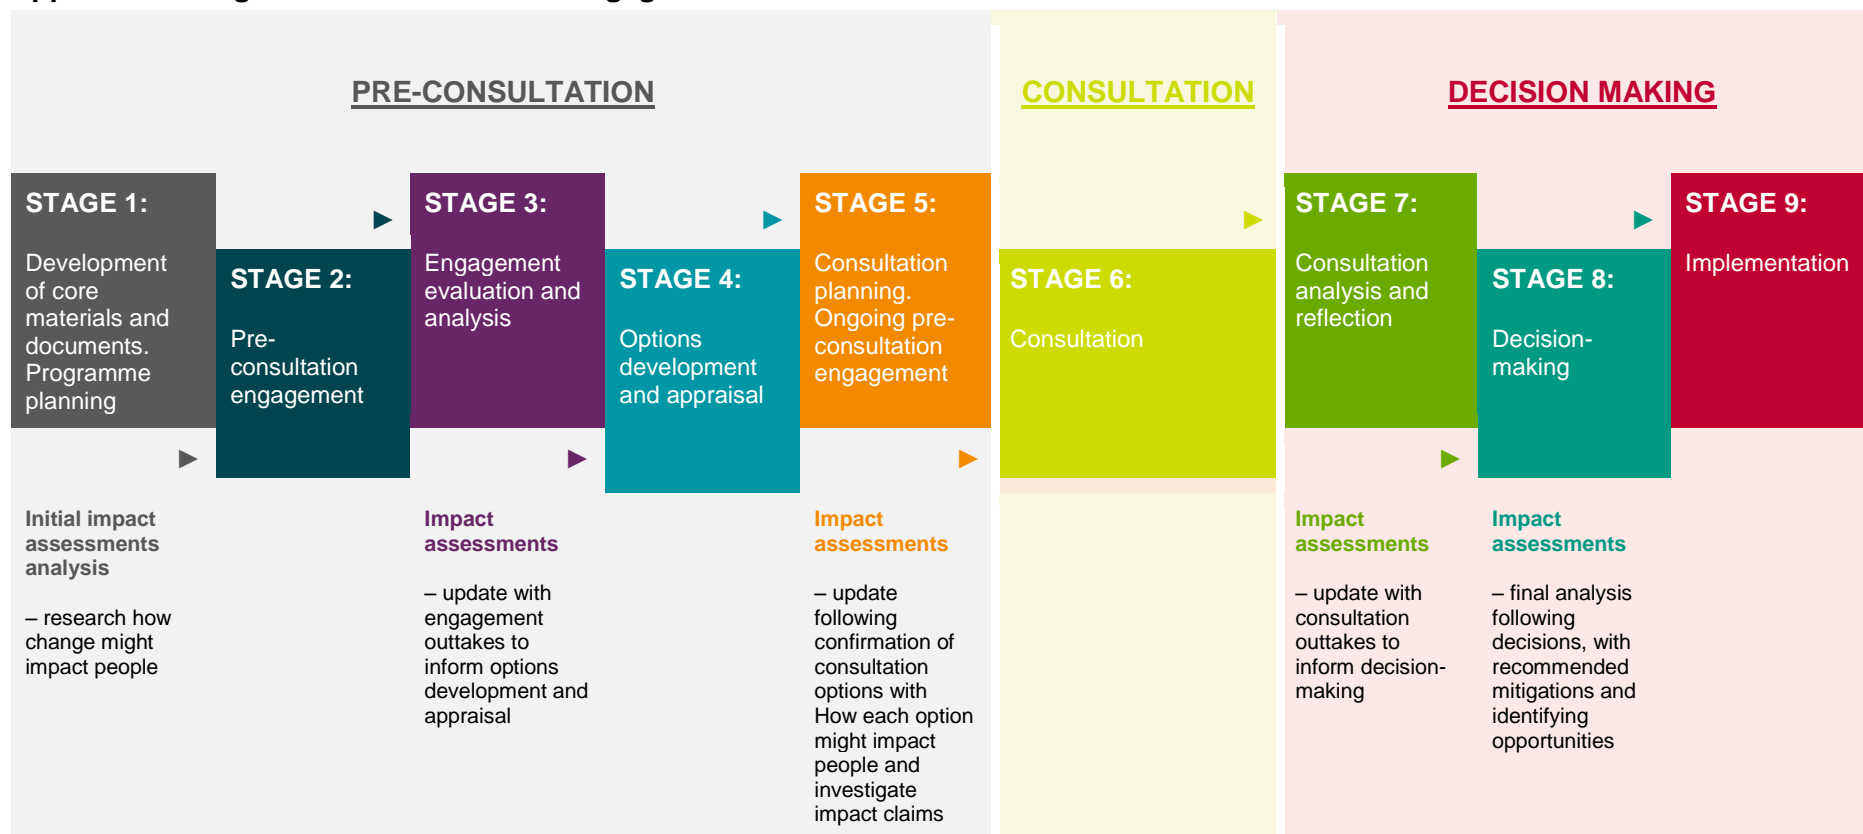 PRE-CONSULTATION
CONSULTATION
DECISION MAKING
STAGE 1:
Development
of core
materials and
documents.
Programme
planning
STAGE 2:
Pre-
consultation
engagement
STAGE 3:
Engagement
evaluation and
analysis
STAGE 4:
Options
development
and appraisal
STAGE 5:
Consultation
planning.
Ongoing pre-
consultation
engagement
STAGE 6:
Consultation
STAGE 7:
Consultation
analysis and
reflection
STAGE 8:
Decision-
making
STAGE 9:
Implementation
Initial impact
assessments
analysis
– research how
change might
impact people
Impact
assessments
– update with
engagement
outtakes to
inform options
development and
appraisal
Impact
assessments
– update
following
confirmation of
consultation
options with
How each option
might impact
people and
investigate
impact claims
Impact
assessments
– update with
consultation
outtakes to
inform decision-
making
Impact
assessments
– final analysis
following
decisions, with
recommended
mitigations and
identifying
opportunities